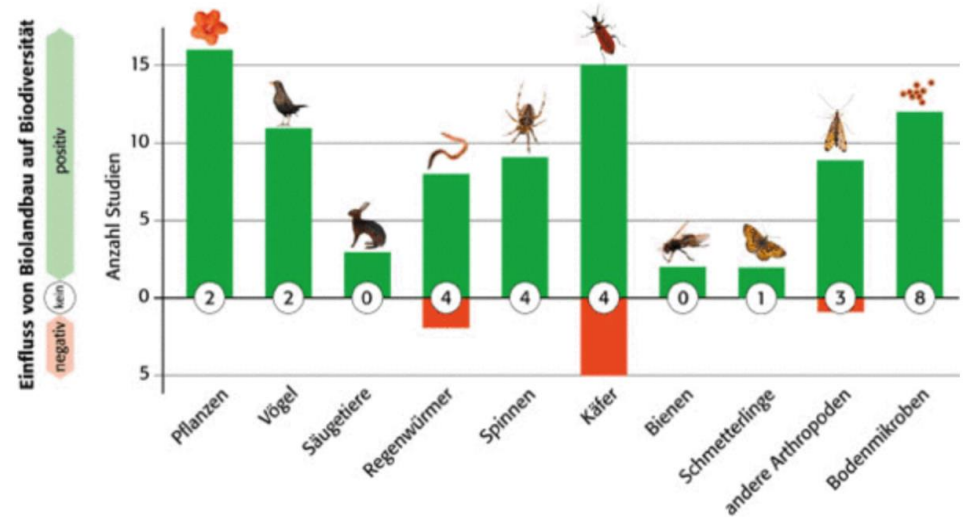 Einfluss von Biolandbau auf Biodiversität
positiv
kein
negativ
Anzahl Studien
15
10
5
0
5
2
2
0
4
4
4
0
1
3
8
Pflanzen
Vögel
Säugetiere
Regenwürmer
Spinnen
Käfer
Bienen
Schmetterlinge
andere Arthropoden
Bodenmikroben